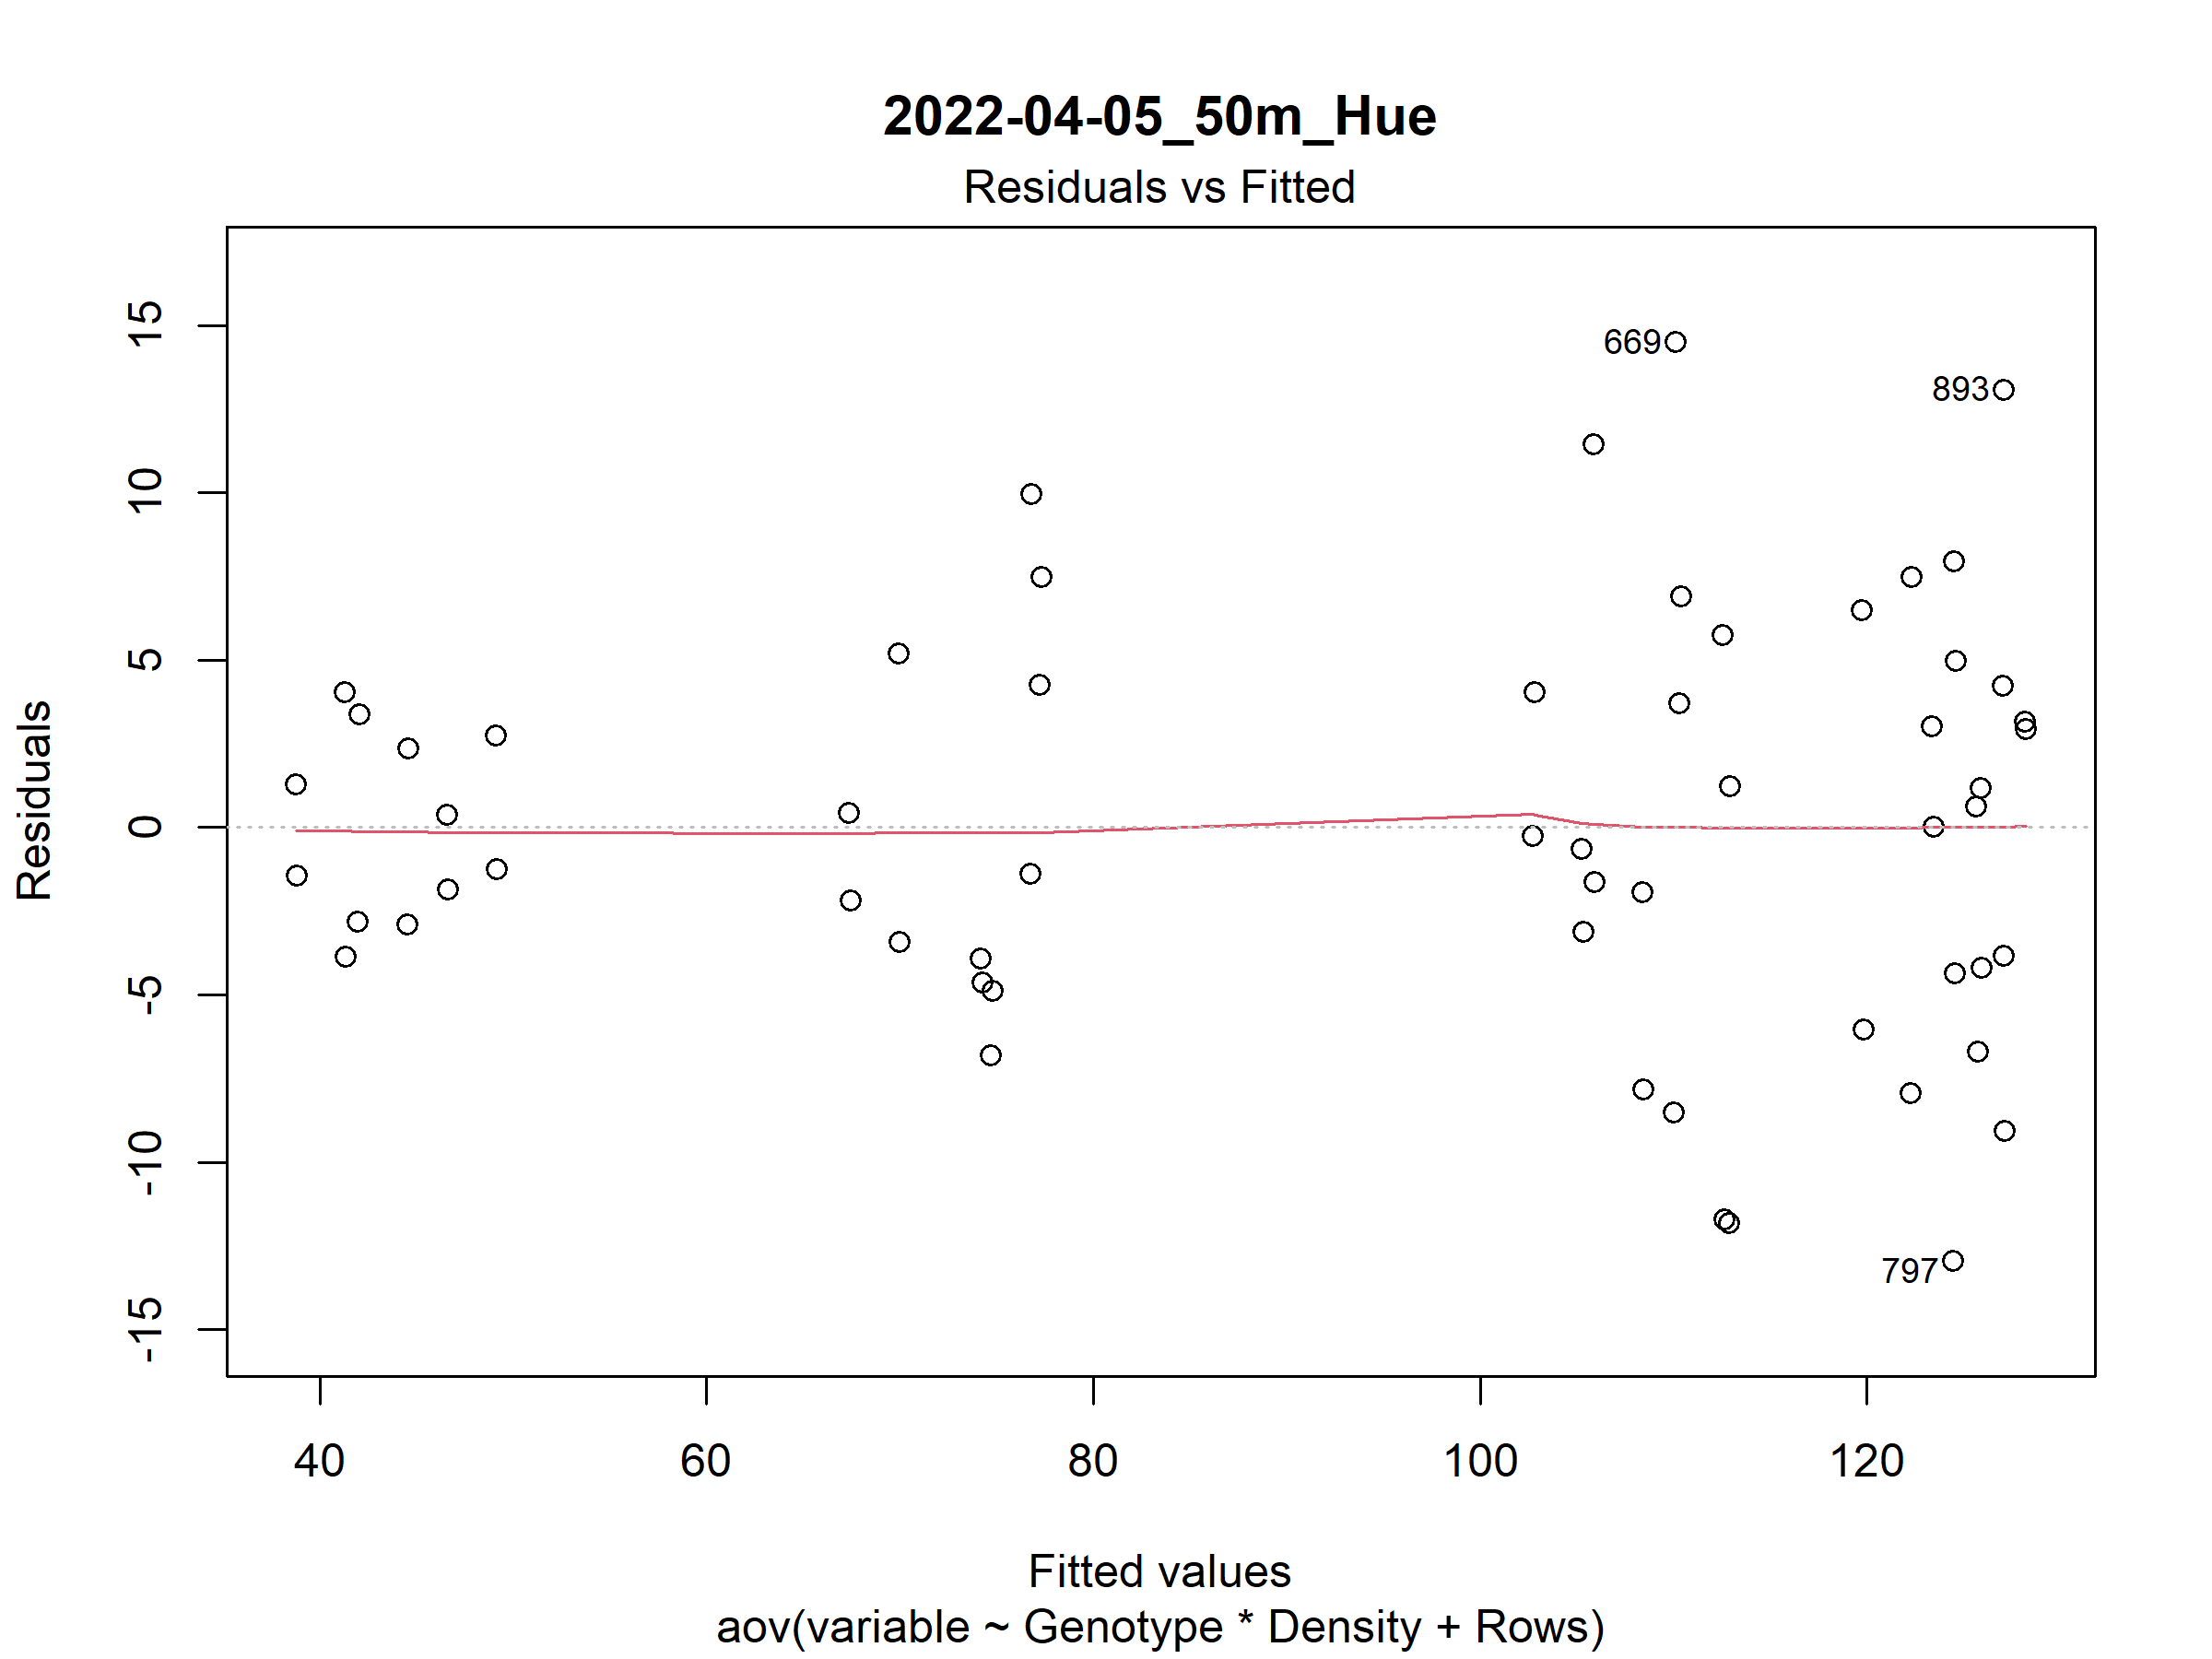 2022-04-05_50m_Hue
Residuals vs Fitted
Residuals
15
10
5
0
-5
-10
-15
669
893
797
40 60 80 100 120
Fitted values
aov(variable ~ Genotype * Density + Rows)